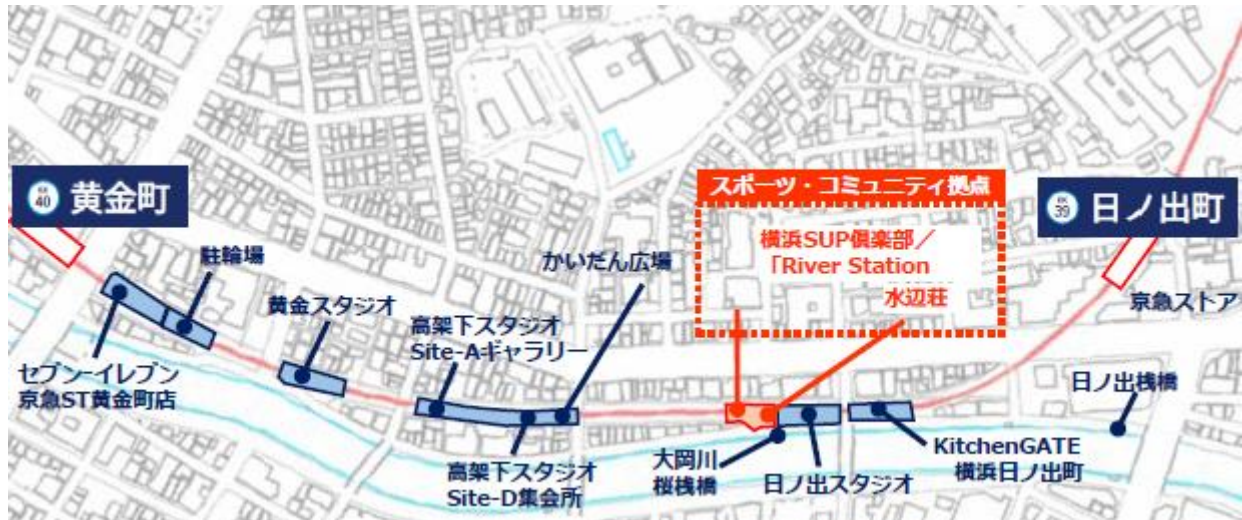 KK
40
黄金町
駐輪場
黄金スタジオ
高架下スタジオ
Site-Aギャラリー
かいだん広場
スポーツ・コミュニティ拠点
横浜SUP倶楽部／
「River Station
水辺荘
KK
39
日ノ出町
京急ストア
セブン-イレブン
京急ST黄金町店
高架下スタジオ
Site-D集会所
大岡川
桜桟橋
日ノ出スタジオ
KitchenGATE
横浜日ノ出町
日ノ出桟橋